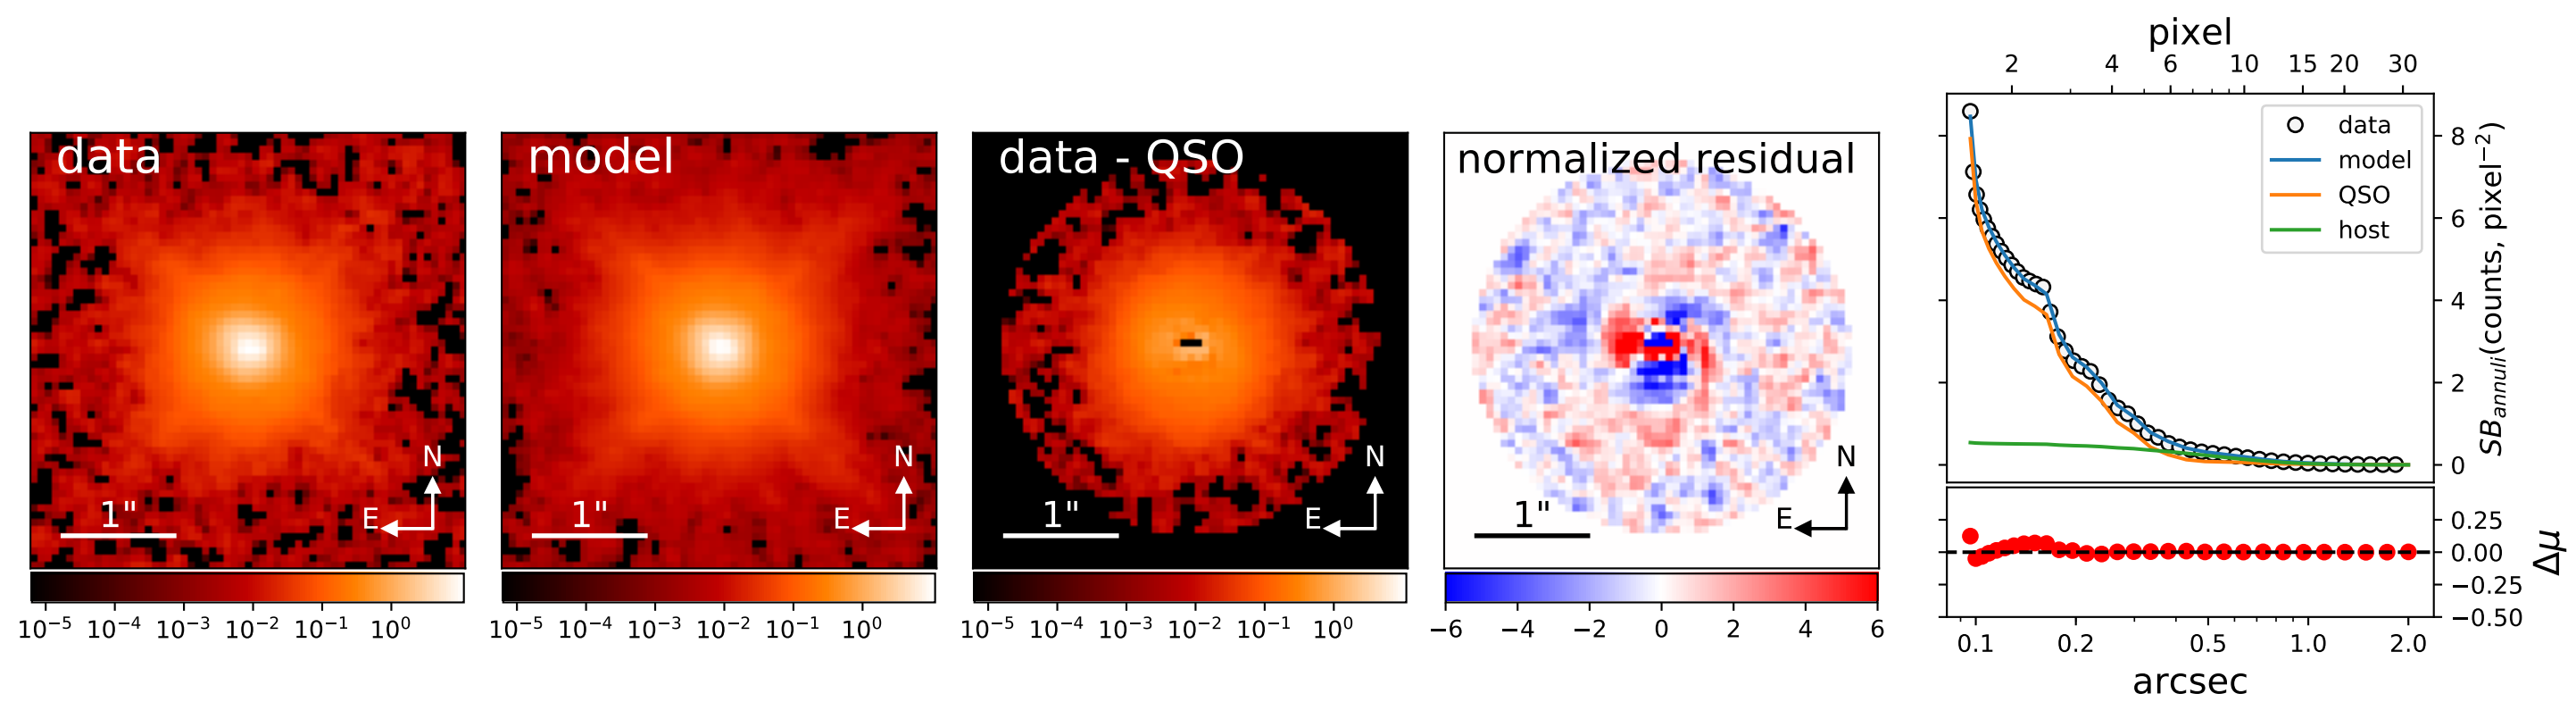 data
N
E
1"
10⁻⁵ 10⁻⁴ 10⁻³ 10⁻² 10⁻¹ 10⁰
model
N
E
1"
10⁻⁵ 10⁻⁴ 10⁻³ 10⁻² 10⁻¹ 10⁰
data - QSO
N
E
1"
10⁻⁵ 10⁻⁴ 10⁻³ 10⁻² 10⁻¹ 10⁰
normalized residual
N
E
1"
−6 −4 −2 0 2 4 6
pixel
2 4 6 10 15 20 30
data
model
QSO
host
8
6
4
2
0
SB_annuli(counts, pixel⁻²)
0.25
0.00
−0.25
−0.50
Δμ
0.1 0.2 0.5 1.0 2.0
arcsec